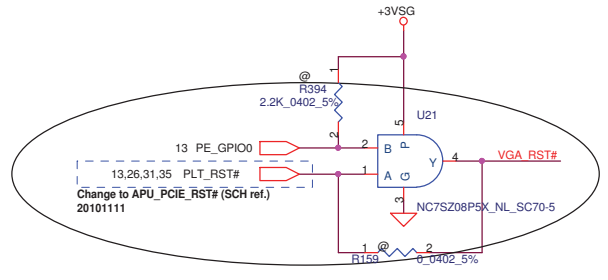 +3VSG
@
1
R394
2.2K_0402_5%
2
U21
5
P
13 PE_GPIO0
2
B
Y
4
VGA_RST#
13,26,31,35 PLT_RST#
1
A
G
3
Change to APU_PCIE_RST# (SCH ref.)
20101111
NC7SZ08P5X_NL_SC70-5
1
@
2
R159
0_0402_5%